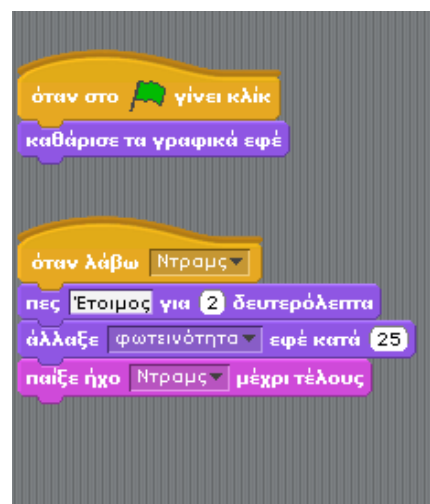 όταν στο γίνει κλίκ
καθάρισε τα γραφικά εφέ
όταν λάβω Ντραμς
πες Έτοιμος για 2 δευτερόλεπτα
άλλαξε φωτεινότητα εφέ κατά 25
παίξε ήχο Ντραμς μέχρι τέλους